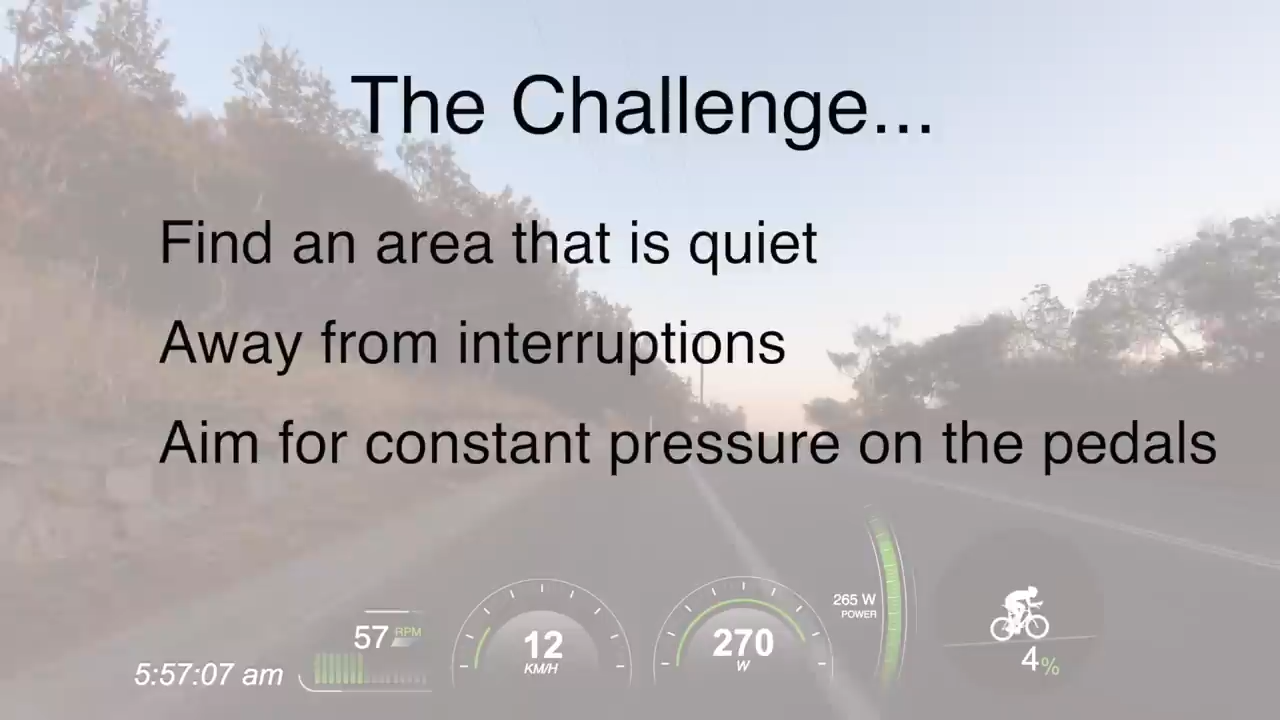 The Challenge...
Find an area that is quiet
Away from interruptions
Aim for constant pressure on the pedals
265 W
POWER
57 RPM
12
KM/H
270
W
4%
5:57:07 am